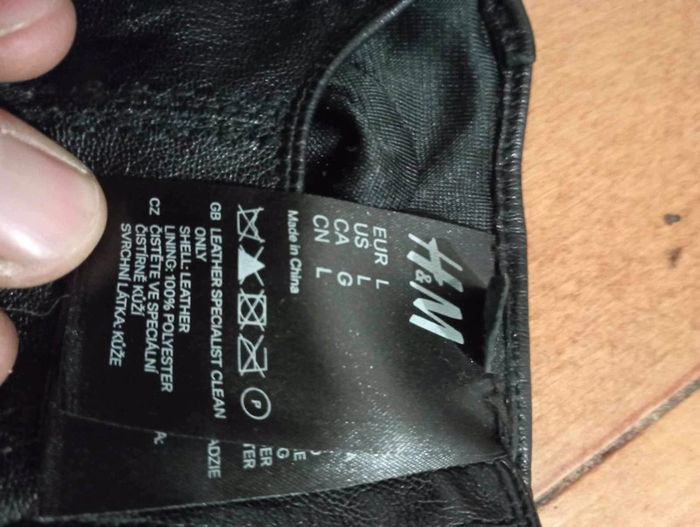 H&M
EUR L
US L
CA G
CN L
Made in China
P
GB LEATHER SPECIALIST CLEAN
ONLY
SHELL: LEATHER
LINING: 100% POLYESTER
CZ ČISTĚTE VE SPECIÁLNÍ
ČISTÍRNĚ KŮŽÍ
SVRCHNÍ LÁTKA: KŮŽE